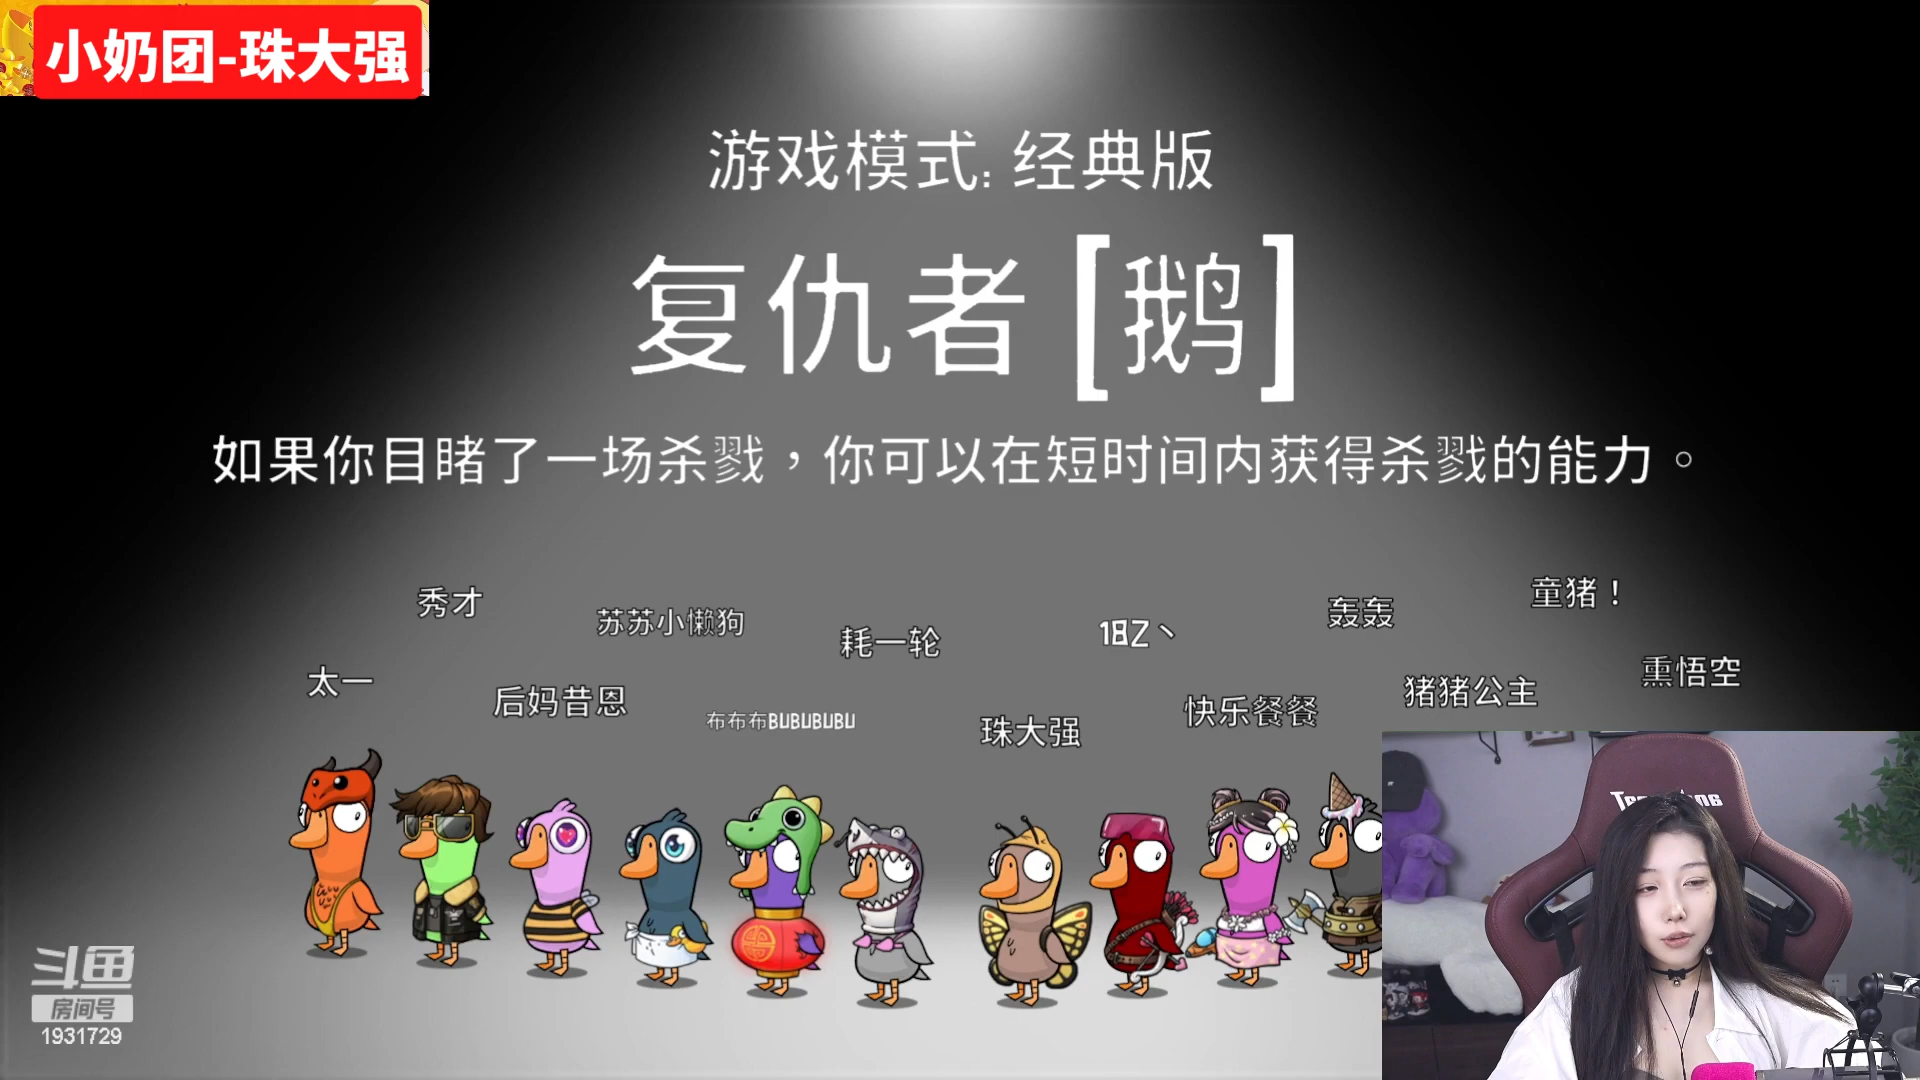 小奶团-珠大强
游戏模式: 经典版
复仇者 [鹅]
如果你目睹了一场杀戮，你可以在短时间内获得杀戮的能力。
秀才
苏苏小懒狗
耗一轮
18Z丶
轰轰
童猪！
太一
后妈昔恩
布布布BUBUBUBU
珠大强
快乐餐餐
猪猪公主
熏悟空
斗鱼
房间号
1931729